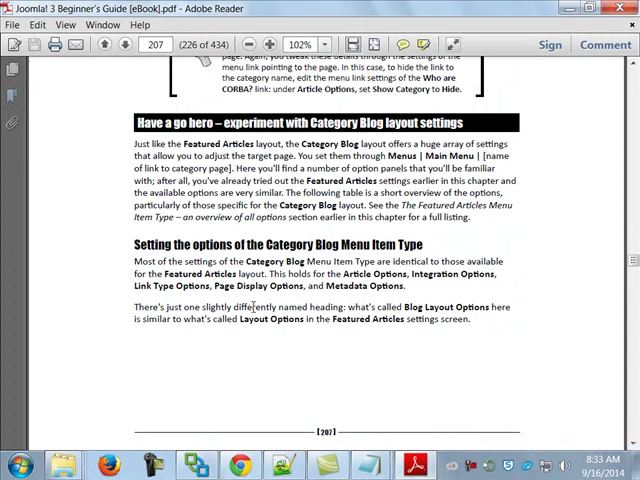 Joomla! 3 Beginner's Guide [eBook].pdf - Adobe Reader
File Edit View Window Help
207 (226 of 434) 102% Sign Comment
page. Again, you tweak these details through the settings of the
menu link pointing to the page. In this case, to hide the link to
the category name, edit the menu link settings of the Who are
CORBA? link: under Article Options, set Show Category to Hide.
Have a go hero – experiment with Category Blog layout settings
Just like the Featured Articles layout, the Category Blog layout offers a huge array of settings
that allow you to adjust the target page. You set them through Menus | Main Menu | [name
of link to category page]. Here you'll find a number of option panels that you'll be familiar
with; after all, you've already tried out the Featured Articles settings earlier in this chapter and
the available options are very similar. The following table is a short overview of the options,
particularly of those specific for the Category Blog layout. See the The Featured Articles Menu
Item Type – an overview of all options section earlier in this chapter for a full listing.
Setting the options of the Category Blog Menu Item Type
Most of the settings of the Category Blog Menu Item Type are identical to those available
for the Featured Articles layout. This holds for the Article Options, Integration Options,
Link Type Options, Page Display Options, and Metadata Options.
There's just one slightly differently named heading: what's called Blog Layout Options here
is similar to what's called Layout Options in the Featured Articles settings screen.
[ 207 ]
8:33 AM
9/16/2014